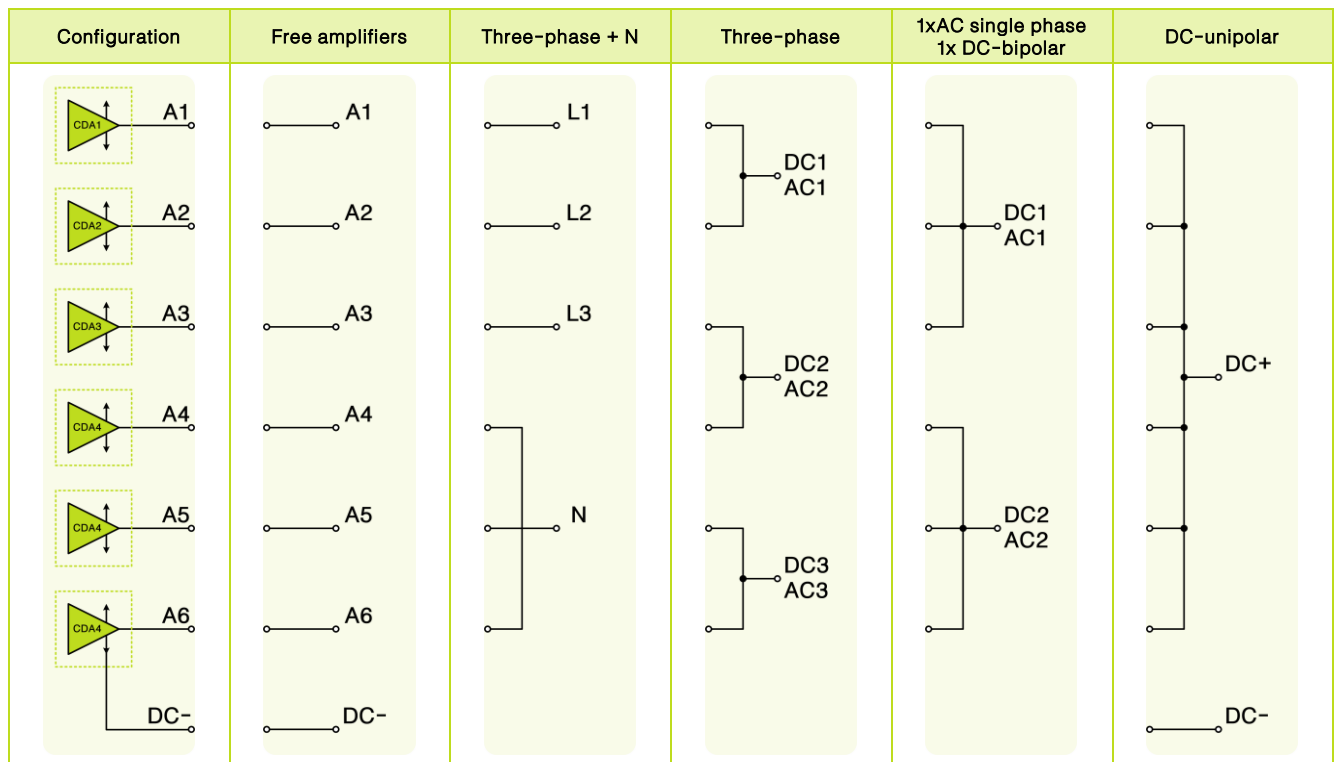 Configuration
Free amplifiers
Three-phase + N
Three-phase
1xAC single phase
1x DC-bipolar
DC-unipolar
CDA1
A1
CDA2
A2
CDA3
A3
CDA4
A4
CDA4
A5
CDA4
A6
DC-
A1
A2
A3
A4
A5
A6
DC-
L1
L2
L3
N
DC1
AC1
DC2
AC2
DC3
AC3
DC1
AC1
DC2
AC2
DC+
DC-